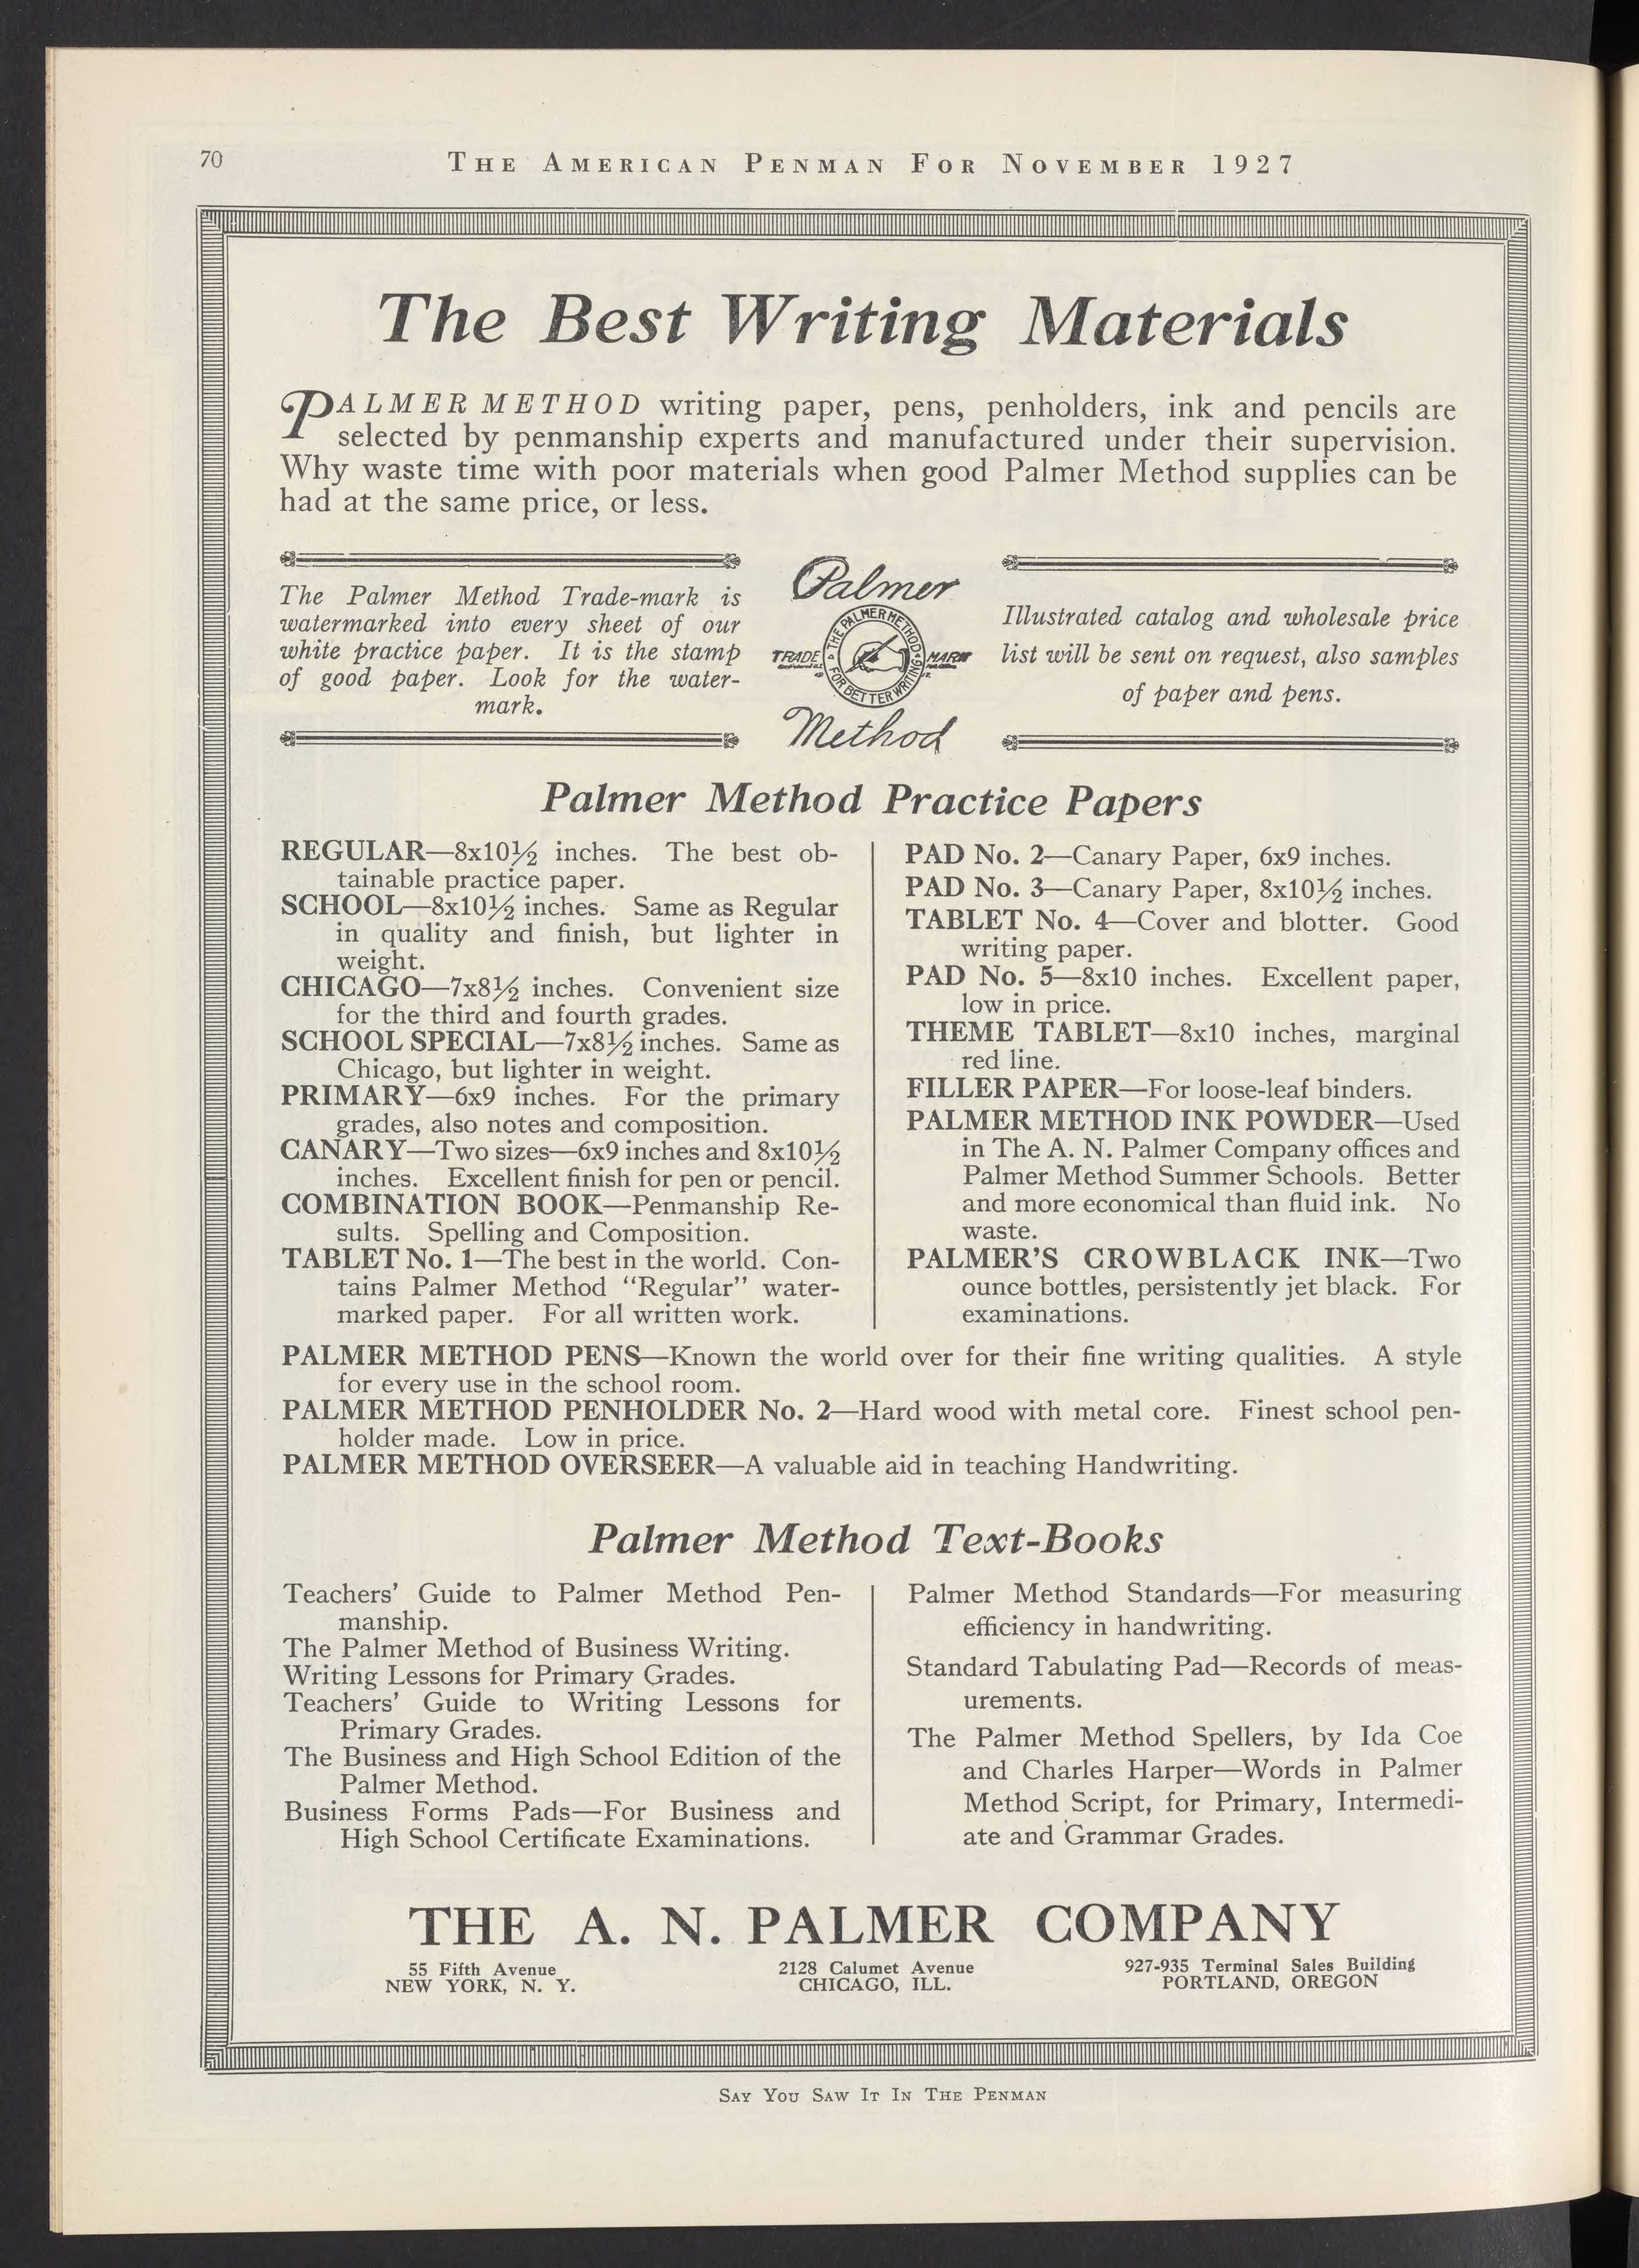 70
THE AMERICAN PENMAN FOR NOVEMBER 1927
The Best Writing Materials
PALMER METHOD writing paper, pens, penholders, ink and pencils are
selected by penmanship experts and manufactured under their supervision.
Why waste time with poor materials when good Palmer Method supplies can be
had at the same price, or less.
The Palmer Method Trade-mark is
watermarked into every sheet of our
white practice paper. It is the stamp
of good paper. Look for the water-
mark.
Palmer
THE PALMER METHOD
FOR BETTER WRITING
TRADE MARK
Method
Illustrated catalog and wholesale price
list will be sent on request, also samples
of paper and pens.
Palmer Method Practice Papers
REGULAR—8x10½ inches. The best ob-
tainable practice paper.
SCHOOL—8x10½ inches. Same as Regular
in quality and finish, but lighter in
weight.
CHICAGO—7x8½ inches. Convenient size
for the third and fourth grades.
SCHOOL SPECIAL—7x8½ inches. Same as
Chicago, but lighter in weight.
PRIMARY—6x9 inches. For the primary
grades, also notes and composition.
CANARY—Two sizes—6x9 inches and 8x10½
inches. Excellent finish for pen or pencil.
COMBINATION BOOK—Penmanship Re-
sults. Spelling and Composition.
TABLET No. 1—The best in the world. Con-
tains Palmer Method "Regular" water-
marked paper. For all written work.
PAD No. 2—Canary Paper, 6x9 inches.
PAD No. 3—Canary Paper, 8x10½ inches.
TABLET No. 4—Cover and blotter. Good
writing paper.
PAD No. 5—8x10 inches. Excellent paper,
low in price.
THEME TABLET—8x10 inches, marginal
red line.
FILLER PAPER—For loose-leaf binders.
PALMER METHOD INK POWDER—Used
in The A. N. Palmer Company offices and
Palmer Method Summer Schools. Better
and more economical than fluid ink. No
waste.
PALMER'S CROWBLACK INK—Two
ounce bottles, persistently jet black. For
examinations.
PALMER METHOD PENS—Known the world over for their fine writing qualities. A style
for every use in the school room.
PALMER METHOD PENHOLDER No. 2—Hard wood with metal core. Finest school pen-
holder made. Low in price.
PALMER METHOD OVERSEER—A valuable aid in teaching Handwriting.
Palmer Method Text-Books
Teachers' Guide to Palmer Method Pen-
manship.
The Palmer Method of Business Writing.
Writing Lessons for Primary Grades.
Teachers' Guide to Writing Lessons for
Primary Grades.
The Business and High School Edition of the
Palmer Method.
Business Forms Pads—For Business and
High School Certificate Examinations.
Palmer Method Standards—For measuring
efficiency in handwriting.
Standard Tabulating Pad—Records of meas-
urements.
The Palmer Method Spellers, by Ida Coe
and Charles Harper—Words in Palmer
Method Script, for Primary, Intermedi-
ate and Grammar Grades.
THE A. N. PALMER COMPANY
55 Fifth Avenue
NEW YORK, N. Y.
2128 Calumet Avenue
CHICAGO, ILL.
927-935 Terminal Sales Building
PORTLAND, OREGON
SAY YOU SAW IT IN THE PENMAN